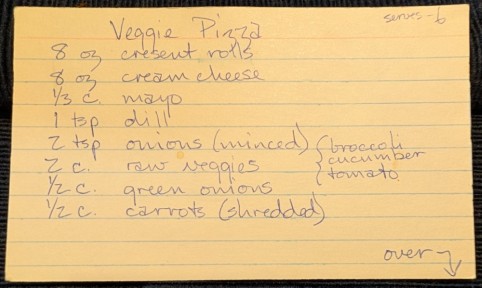 Veggie Pizza
serves-6
8 oz cresent rolls
8 oz cream cheese
1/3 c. mayo
1 tsp dill
2 tsp onions (minced)
2 c. raw veggies { broccoli
cucumber
tomato
1/2 c. green onions
1/2 c. carrots (shredded)
over